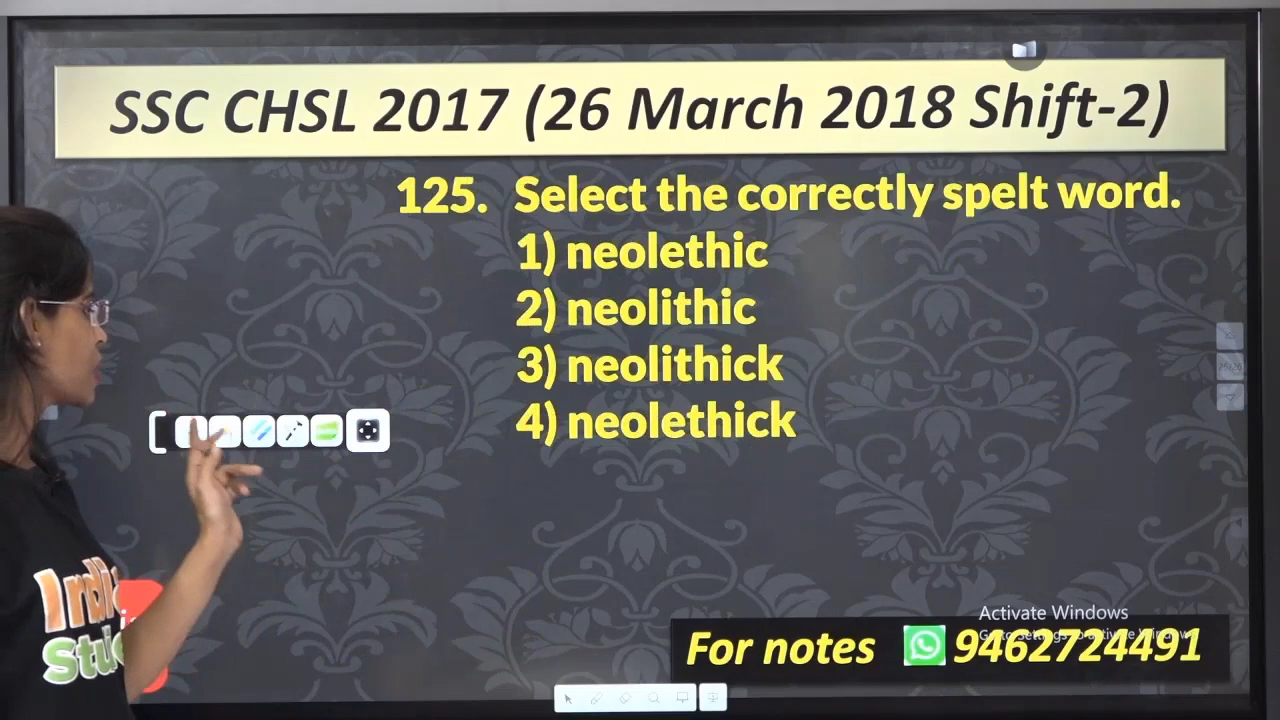 SSC CHSL 2017 (26 March 2018 Shift-2)
125. Select the correctly spelt word.
1) neolethic
2) neolithic
3) neolithick
4) neolethick
Activate Windows
For notes 9462724491